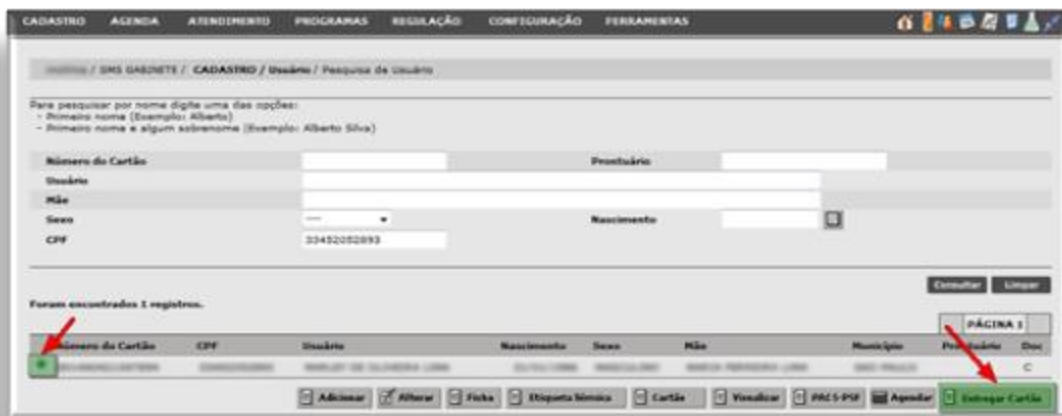 CADASTRO AGENDA ATENDIMENTO PROGRAMAS REGULAÇÃO CONFIGURAÇÃO FERRAMENTAS
/ SMS GABINETE / CADASTRO / Usuário / Pesquisa de Usuário
Para pesquisar por nome digite uma das opções:
- Primeiro nome (Exemplo: Alberto)
- Primeiro nome e algum sobrenome (Exemplo: Alberto Silva)
Número do Cartão Prontuário
Usuário
Mãe
Sexo ---- Nascimento
CPF 33452052893
Consultar Limpar
Foram encontrados 1 registros.
PÁGINA 1
Número do Cartão CPF Usuário Nascimento Sexo Mãe Município Prontuário Doc
C
Adicionar Alterar Ficha Etiqueta Térmica Cartão Visualizar PACS-PSF Agendar Entregar Cartão